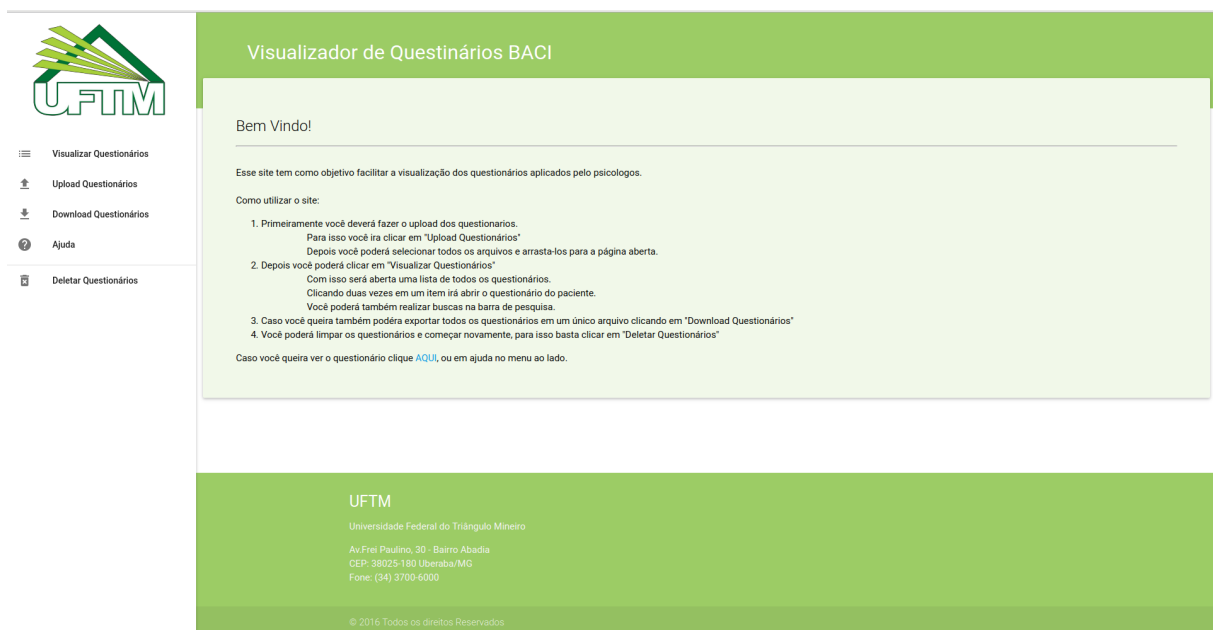 UFTM
Visualizar Questionários
Upload Questionários
Download Questionários
Ajuda
Deletar Questionários
Visualizador de Questinários BACI
Bem Vindo!
Esse site tem como objetivo facilitar a visualização dos questionários aplicados pelo psicologos.
Como utilizar o site:
1. Primeiramente você deverá fazer o upload dos questionarios.
Para isso você ira clicar em "Upload Questionários"
Depois você poderá selecionar todos os arquivos e arrasta-los para a página aberta.
2. Depois você poderá clicar em "Visualizar Questionários"
Com isso será aberta uma lista de todos os questionários.
Clicando duas vezes em um item irá abrir o questionário do paciente.
Você poderá também realizar buscas na barra de pesquisa.
3. Caso você queira também podéra exportar todos os questionários em um único arquivo clicando em "Download Questionários"
4. Você poderá limpar os questionários e começar novamente, para isso basta clicar em "Deletar Questionários"
Caso você queira ver o questionário clique AQUI, ou em ajuda no menu ao lado.
UFTM
Universidade Federal do Triângulo Mineiro
Av.Frei Paulino, 30 - Bairro Abadia
CEP: 38025-180 Uberaba/MG
Fone: (34) 3700-6000
© 2016 Todos os direitos Reservados